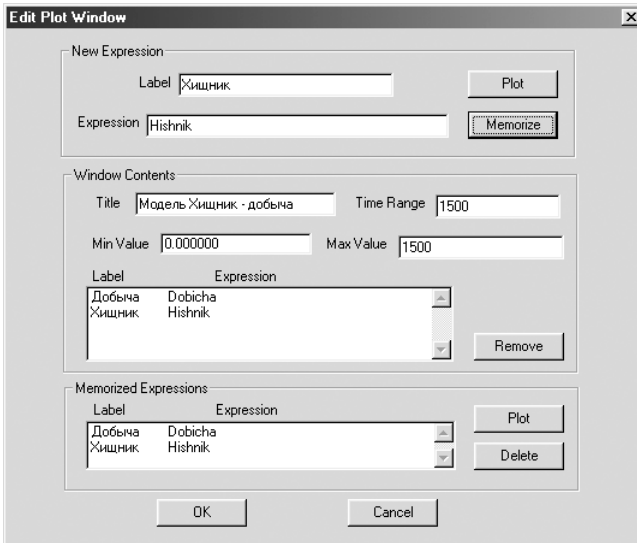 Edit Plot Window
New Expression
Label Хищник Plot
Expression Hishnik Memorize
Window Contents
Title Модель Хищник - добыча Time Range 1500
Min Value 0.000000 Max Value 1500
Label Expression
Добыча Dobicha
Хищник Hishnik
Remove
Memorized Expressions
Label Expression
Plot
Добыча Dobicha
Хищник Hishnik
Delete
OK Cancel